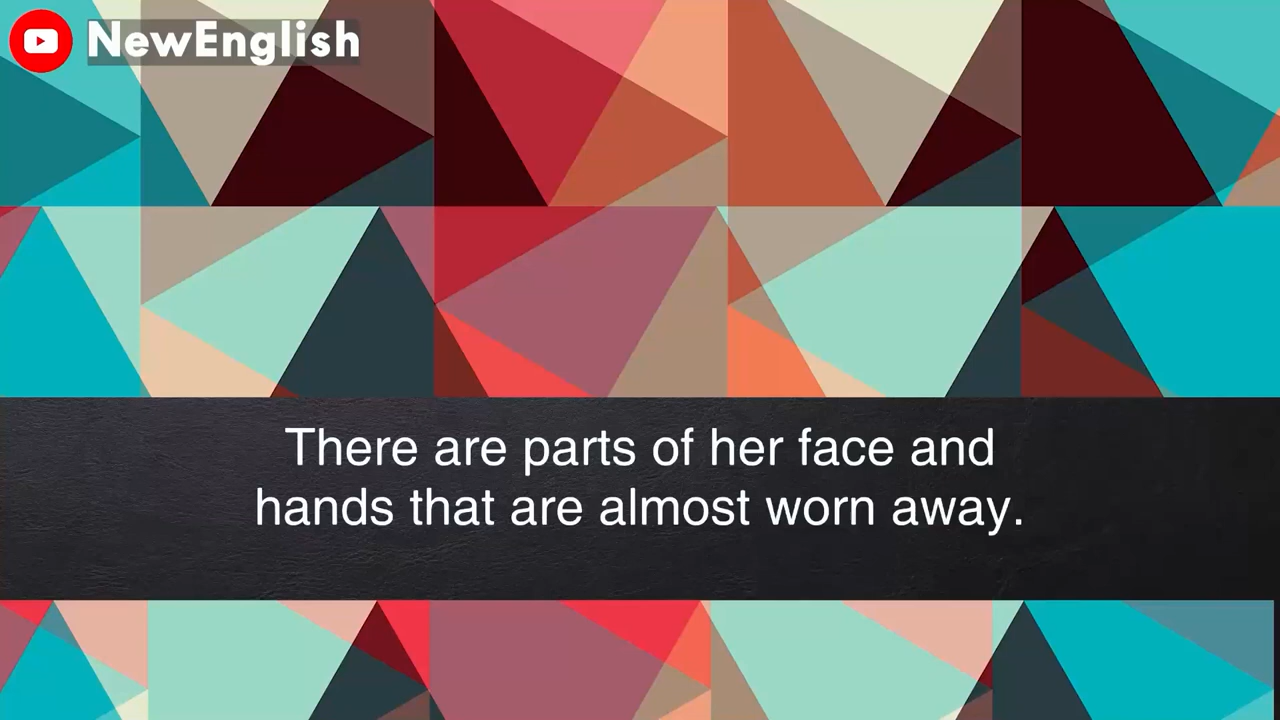 NewEnglish
There are parts of her face and
hands that are almost worn away.